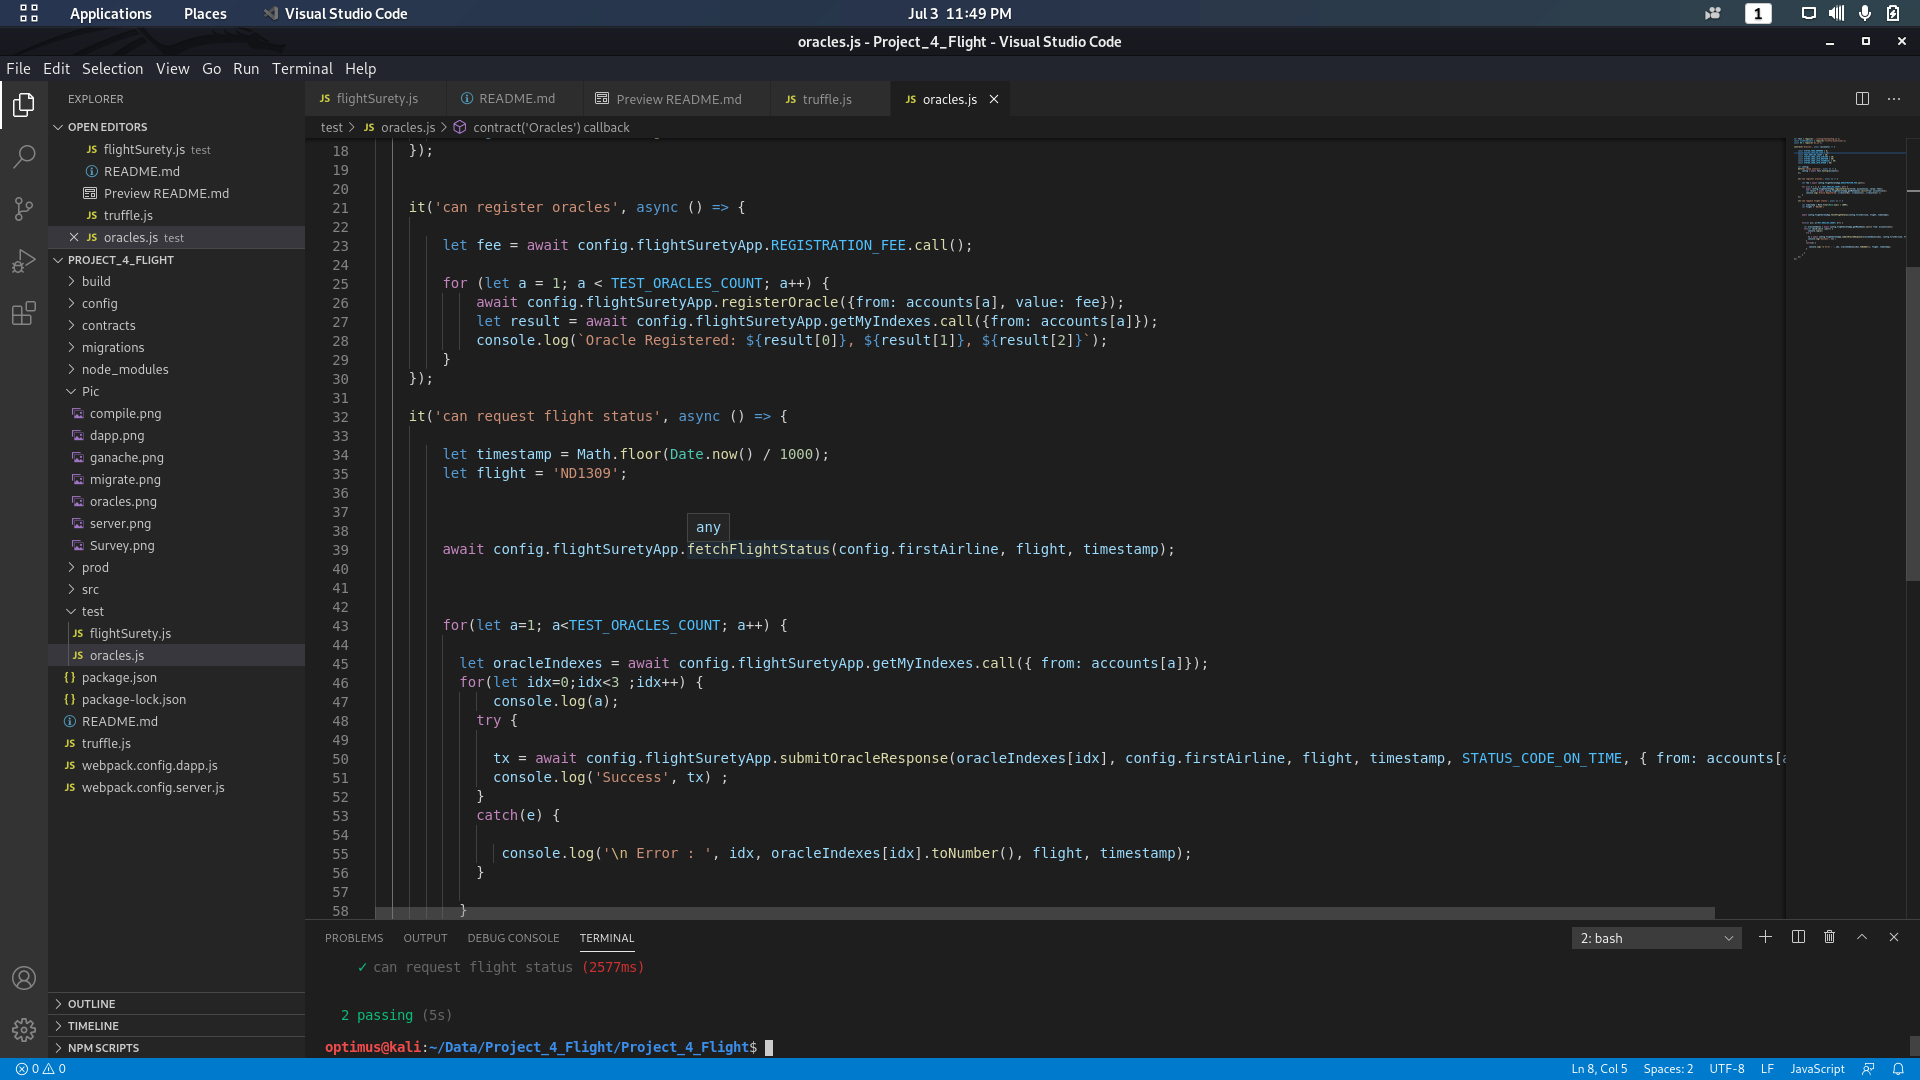 Applications Places Visual Studio Code Jul 3 11:49 PM 1
oracles.js - Project_4_Flight - Visual Studio Code
File Edit Selection View Go Run Terminal Help
EXPLORER
OPEN EDITORS
JS flightSurety.js test
README.md
Preview README.md
JS truffle.js
JS oracles.js test
PROJECT_4_FLIGHT
build
config
contracts
migrations
node_modules
Pic
compile.png
dapp.png
ganache.png
migrate.png
oracles.png
server.png
Survey.png
prod
src
test
JS flightSurety.js
JS oracles.js
{} package.json
{} package-lock.json
README.md
JS truffle.js
JS webpack.config.dapp.js
JS webpack.config.server.js
OUTLINE
TIMELINE
NPM SCRIPTS
JS flightSurety.js README.md Preview README.md JS truffle.js JS oracles.js
test > JS oracles.js > contract('Oracles') callback
18 });
19
20
21 it('can register oracles', async () => {
22
23 let fee = await config.flightSuretyApp.REGISTRATION_FEE.call();
24
25 for (let a = 1; a < TEST_ORACLES_COUNT; a++) {
26 await config.flightSuretyApp.registerOracle({from: accounts[a], value: fee});
27 let result = await config.flightSuretyApp.getMyIndexes.call({from: accounts[a]});
28 console.log(`Oracle Registered: ${result[0]}, ${result[1]}, ${result[2]}`);
29 }
30 });
31
32 it('can request flight status', async () => {
33
34 let timestamp = Math.floor(Date.now() / 1000);
35 let flight = 'ND1309';
36
37
38 any
39 await config.flightSuretyApp.fetchFlightStatus(config.firstAirline, flight, timestamp);
40
41
42
43 for(let a=1; a<TEST_ORACLES_COUNT; a++) {
44
45 let oracleIndexes = await config.flightSuretyApp.getMyIndexes.call({ from: accounts[a]});
46 for(let idx=0;idx<3 ;idx++) {
47 console.log(a);
48 try {
49
50 tx = await config.flightSuretyApp.submitOracleResponse(oracleIndexes[idx], config.firstAirline, flight, timestamp, STATUS_CODE_ON_TIME, { from: accounts[a
51 console.log('Success', tx) ;
52 }
53 catch(e) {
54
55 console.log('\n Error : ', idx, oracleIndexes[idx].toNumber(), flight, timestamp);
56 }
57
58 }
PROBLEMS OUTPUT DEBUG CONSOLE TERMINAL 2: bash
✓ can request flight status (2577ms)
2 passing (5s)
optimus@kali:~/Data/Project_4_Flight/Project_4_Flight$
0 0 Ln 8, Col 5 Spaces: 2 UTF-8 LF JavaScript